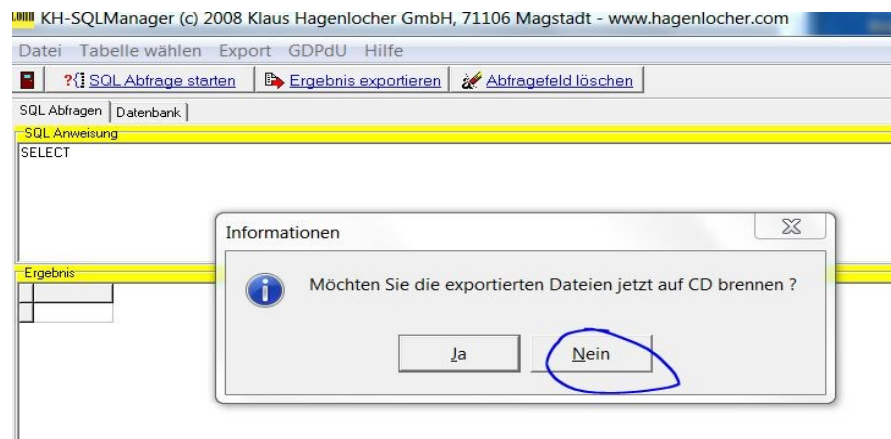 KH-SQLManager (c) 2008 Klaus Hagenlocher GmbH, 71106 Magstadt - www.hagenlocher.com
Datei Tabelle wählen Export GDPdU Hilfe
?{} SQL Abfrage starten Ergebnis exportieren Abfragefeld löschen
SQL Abfragen Datenbank
SQL Anweisung
SELECT
Informationen
Ergebnis
Möchten Sie die exportierten Dateien jetzt auf CD brennen ?
Ja Nein